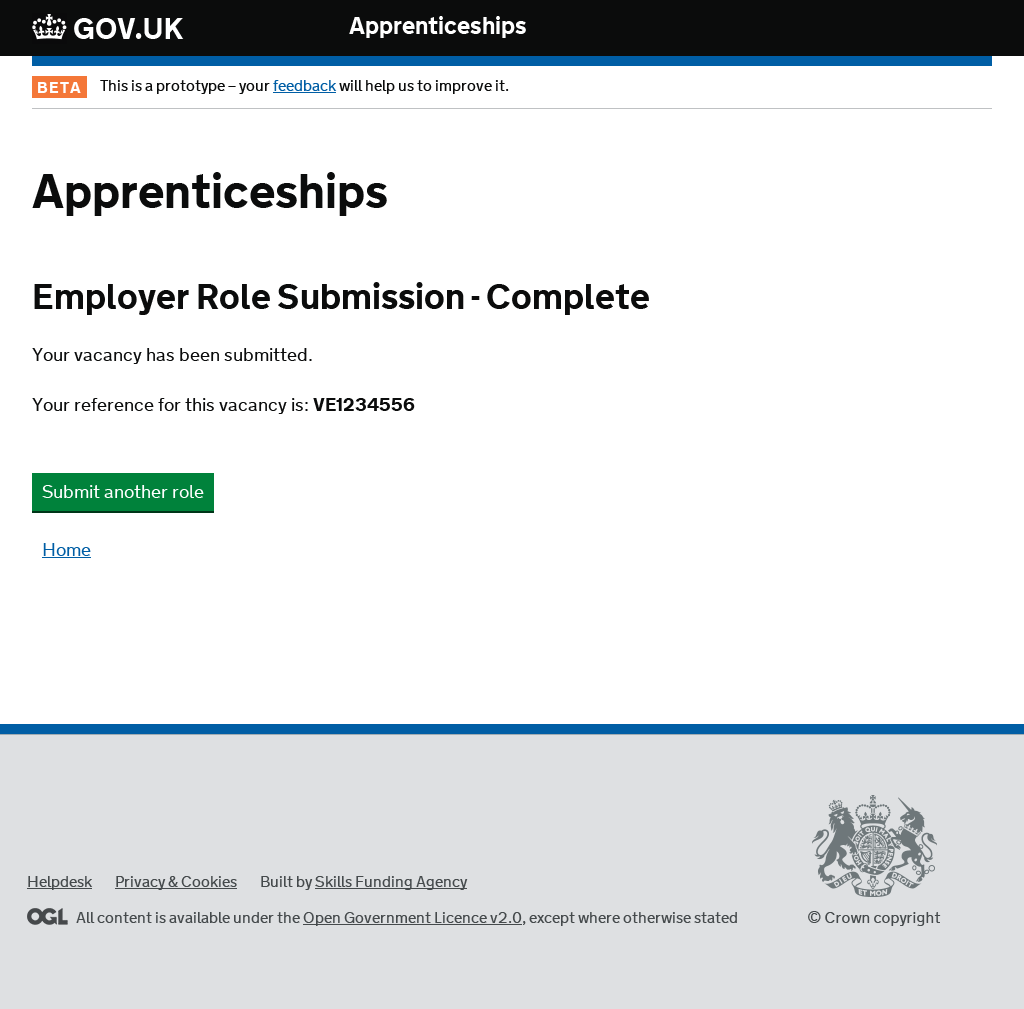 GOV.UK Apprenticeships
BETA This is a prototype – your feedback will help us to improve it.
Apprenticeships
Employer Role Submission - Complete
Your vacancy has been submitted.
Your reference for this vacancy is: VE1234556
Submit another role
Home
Helpdesk Privacy & Cookies Built by Skills Funding Agency
OGL All content is available under the Open Government Licence v2.0, except where otherwise stated
DIEU ET MON DROIT
© Crown copyright